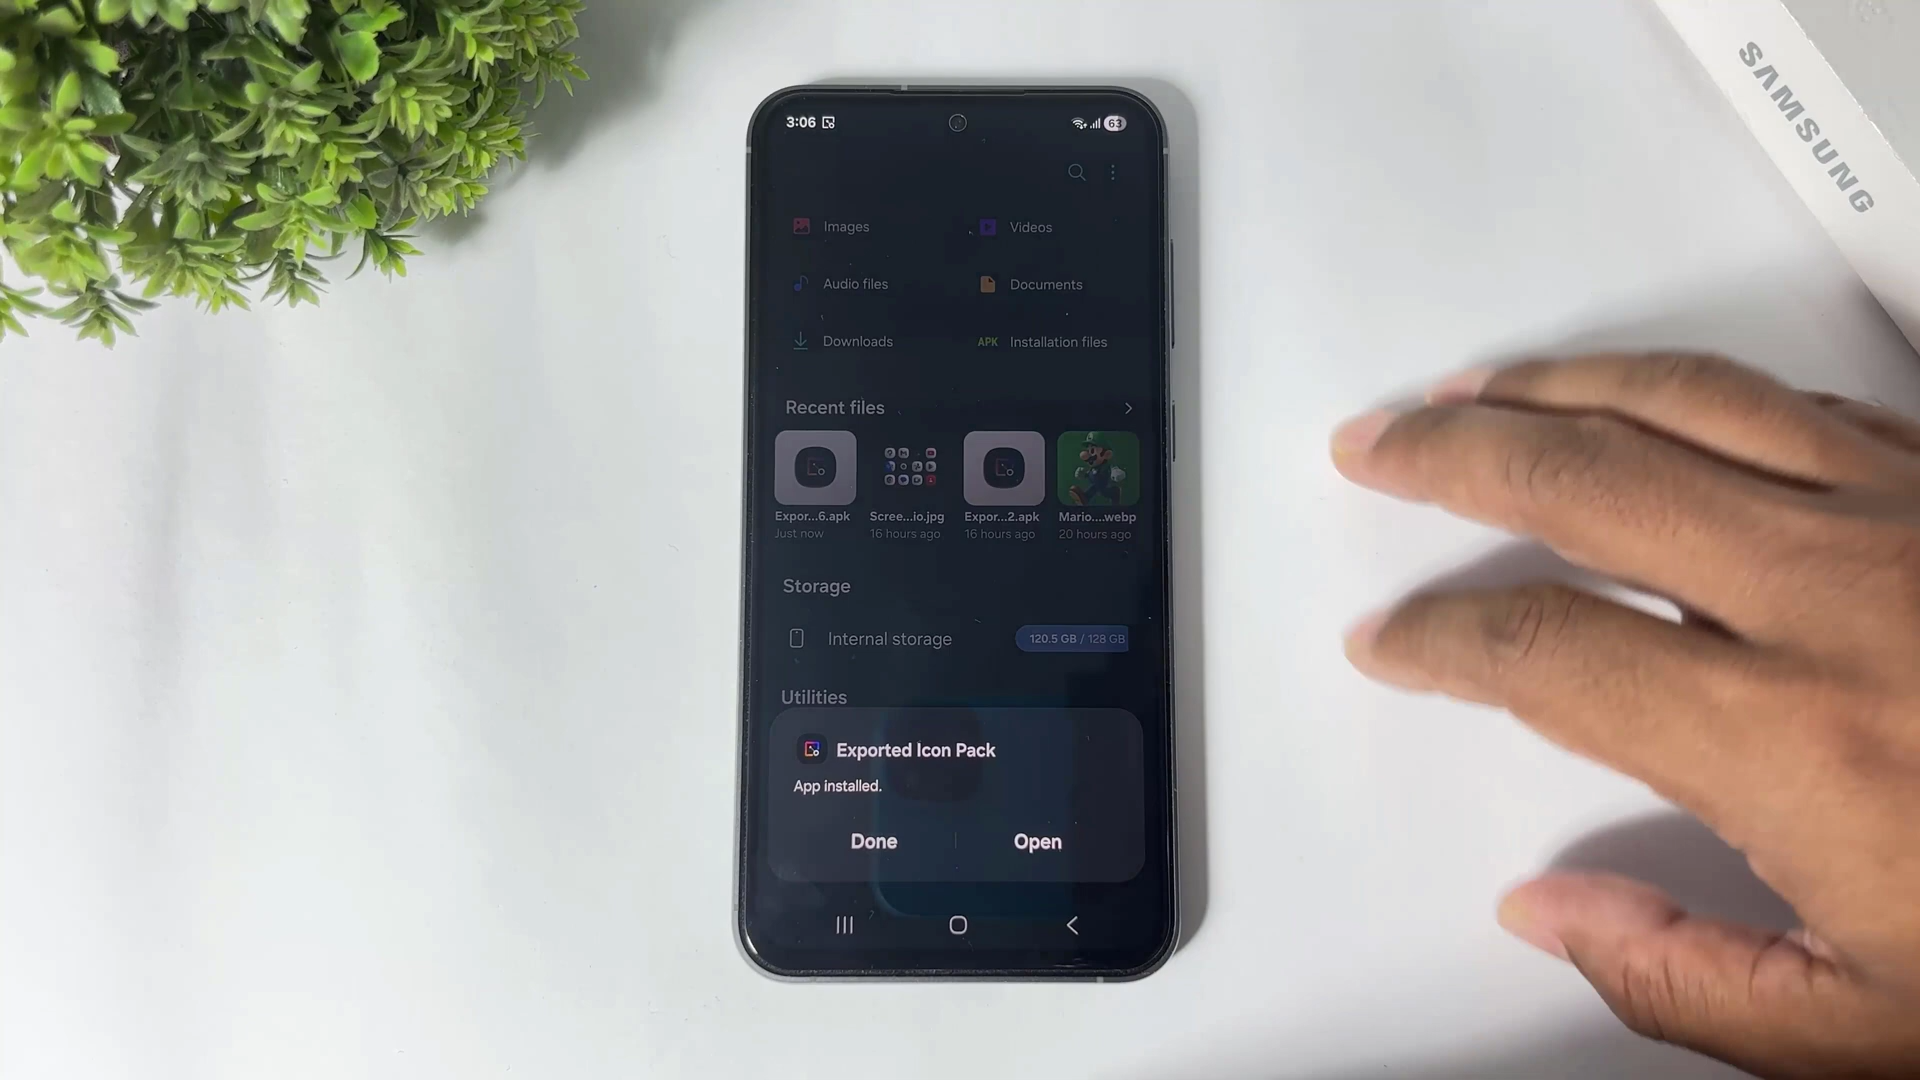 SAMSUNG
3:06
63
Images
Videos
Audio files
Documents
Downloads
APK Installation files
Recent files
Expor...6.apk
Just now
Scree...io.jpg
16 hours ago
Expor...2.apk
16 hours ago
Mario....webp
20 hours ago
Storage
Internal storage
120.5 GB / 128 GB
Utilities
Exported Icon Pack
App installed.
Done
Open